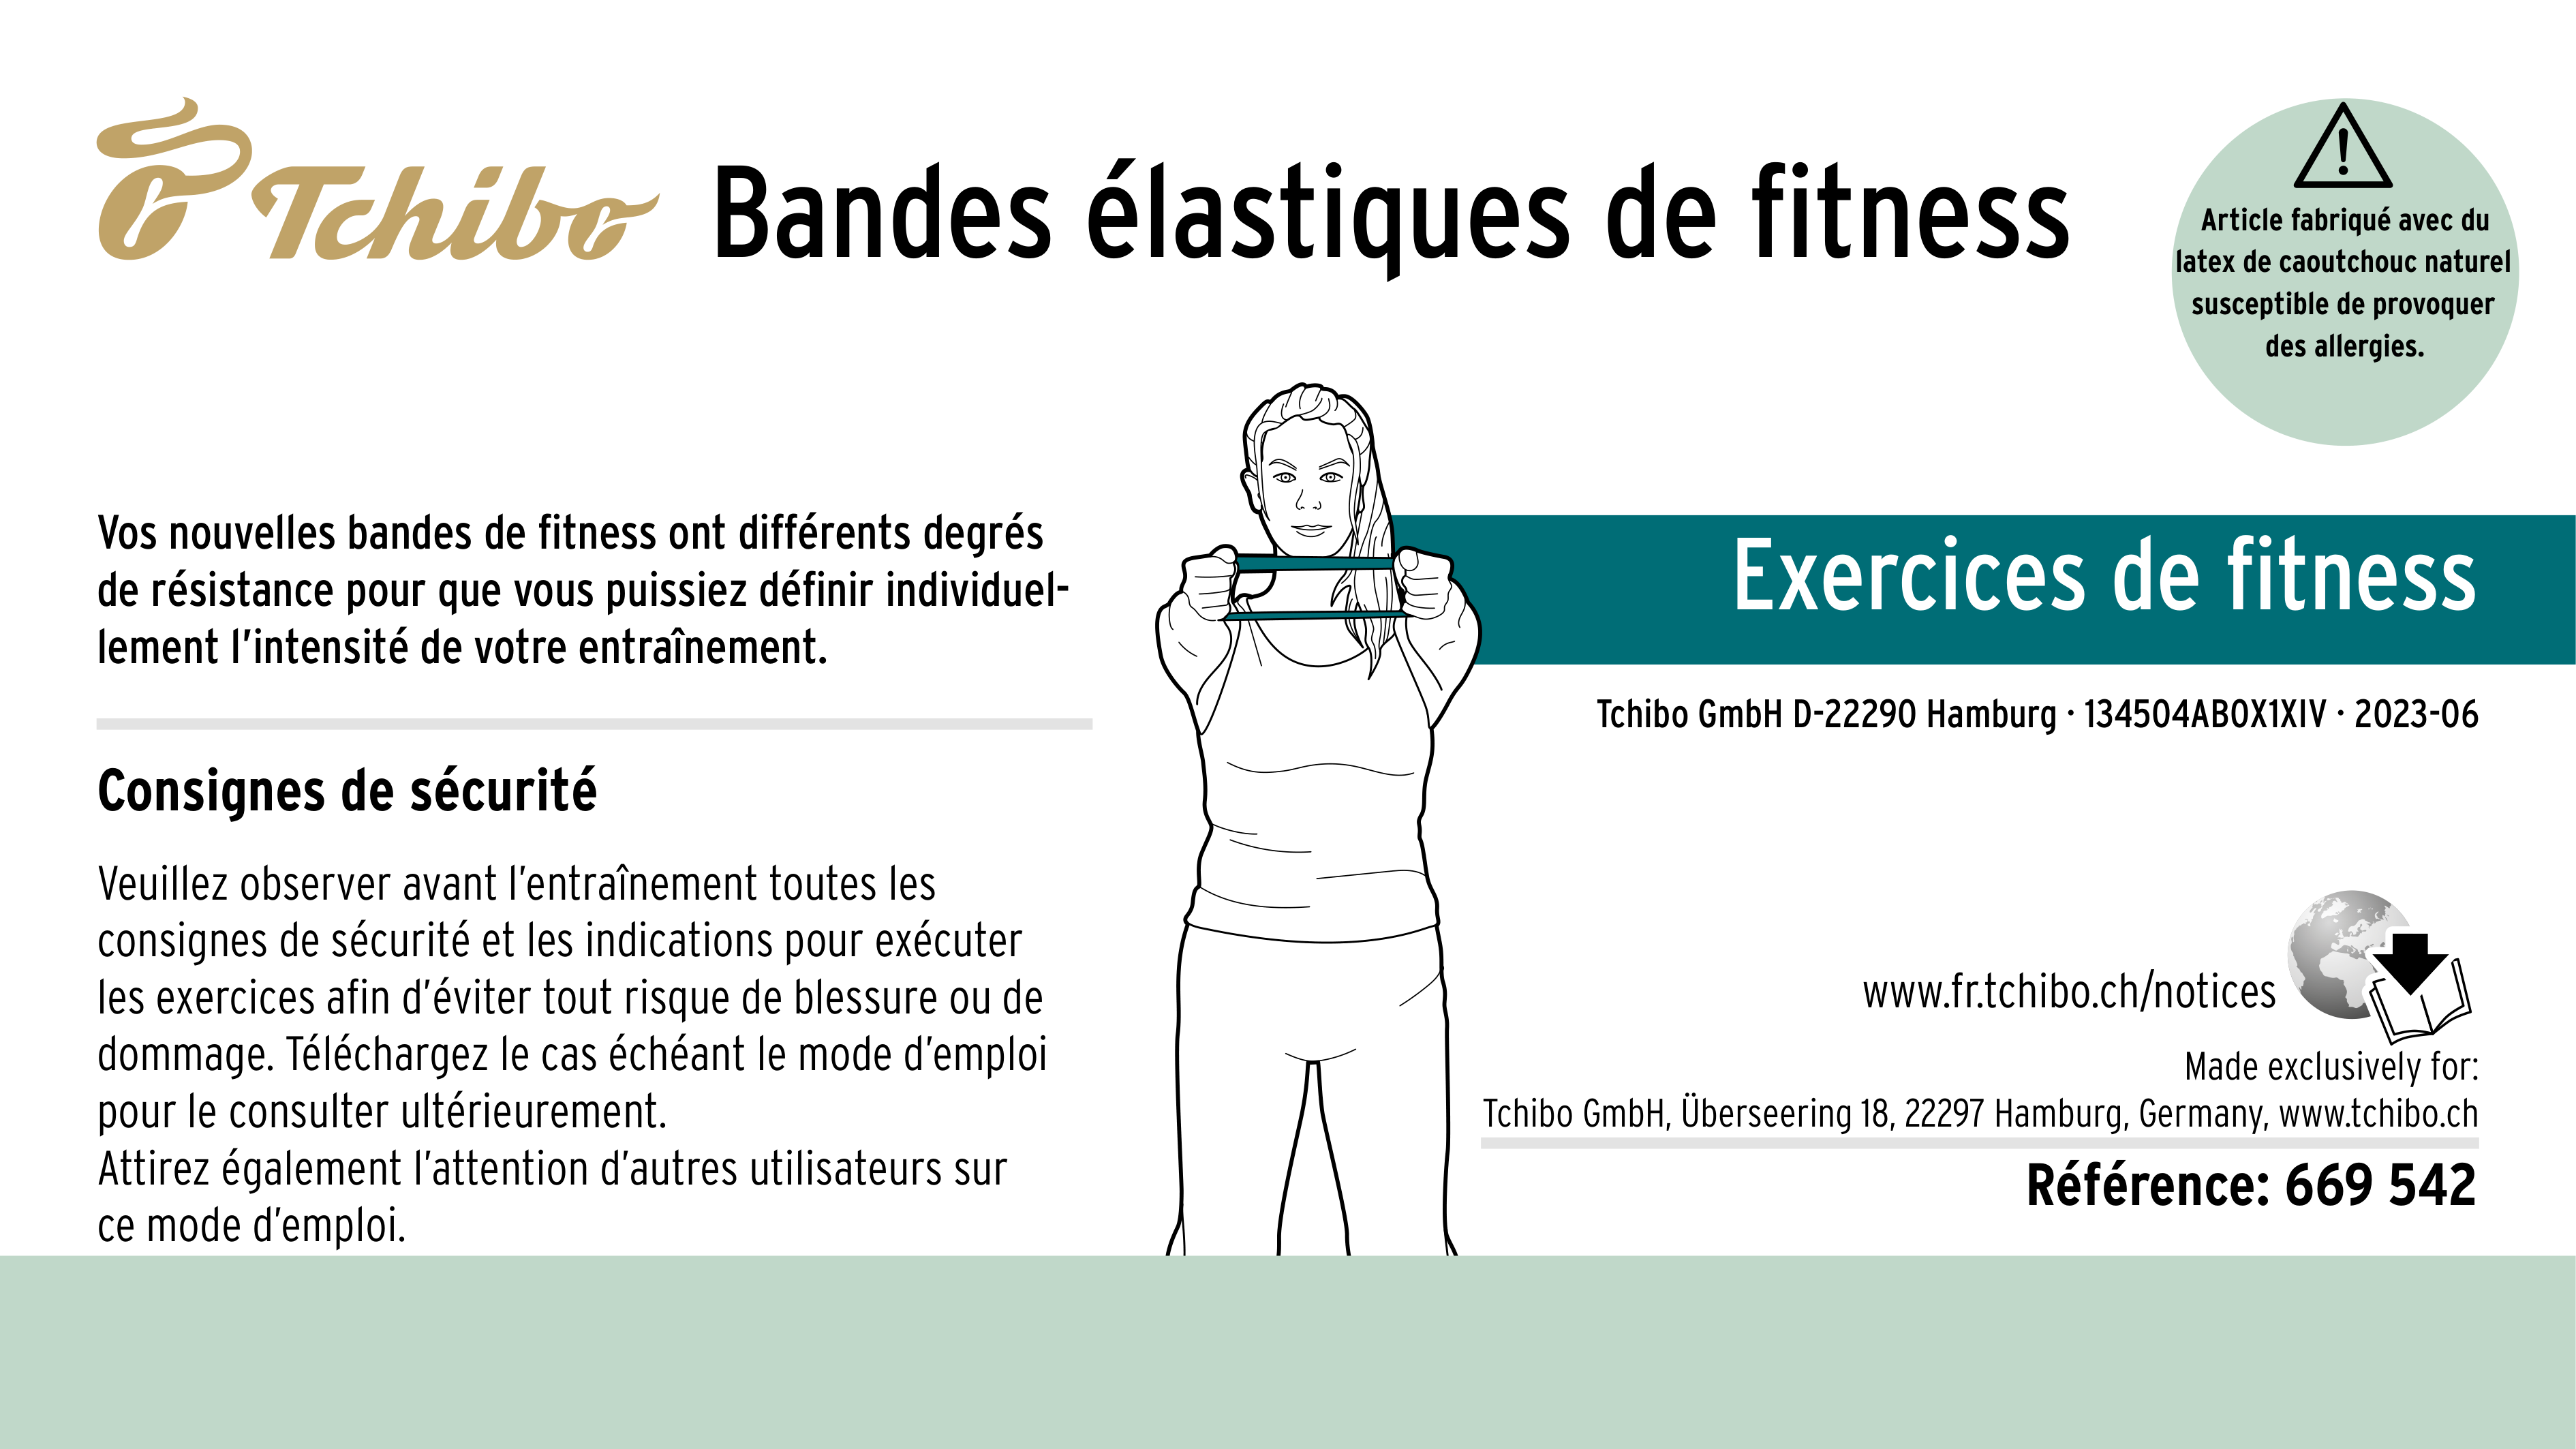 Tchibo
Bandes élastiques de fitness
Article fabriqué avec du
latex de caoutchouc naturel
susceptible de provoquer
des allergies.
Vos nouvelles bandes de fitness ont différents degrés
de résistance pour que vous puissiez définir individuel-
lement l’intensité de votre entraînement.
Exercices de fitness
Tchibo GmbH D-22290 Hamburg · 134504AB0X1XIV · 2023-06
Consignes de sécurité
Veuillez observer avant l’entraînement toutes les
consignes de sécurité et les indications pour exécuter
les exercices afin d’éviter tout risque de blessure ou de
dommage. Téléchargez le cas échéant le mode d’emploi
pour le consulter ultérieurement.
Attirez également l’attention d’autres utilisateurs sur
ce mode d’emploi.
www.fr.tchibo.ch/notices
Made exclusively for:
Tchibo GmbH, Überseering 18, 22297 Hamburg, Germany, www.tchibo.ch
Référence: 669 542